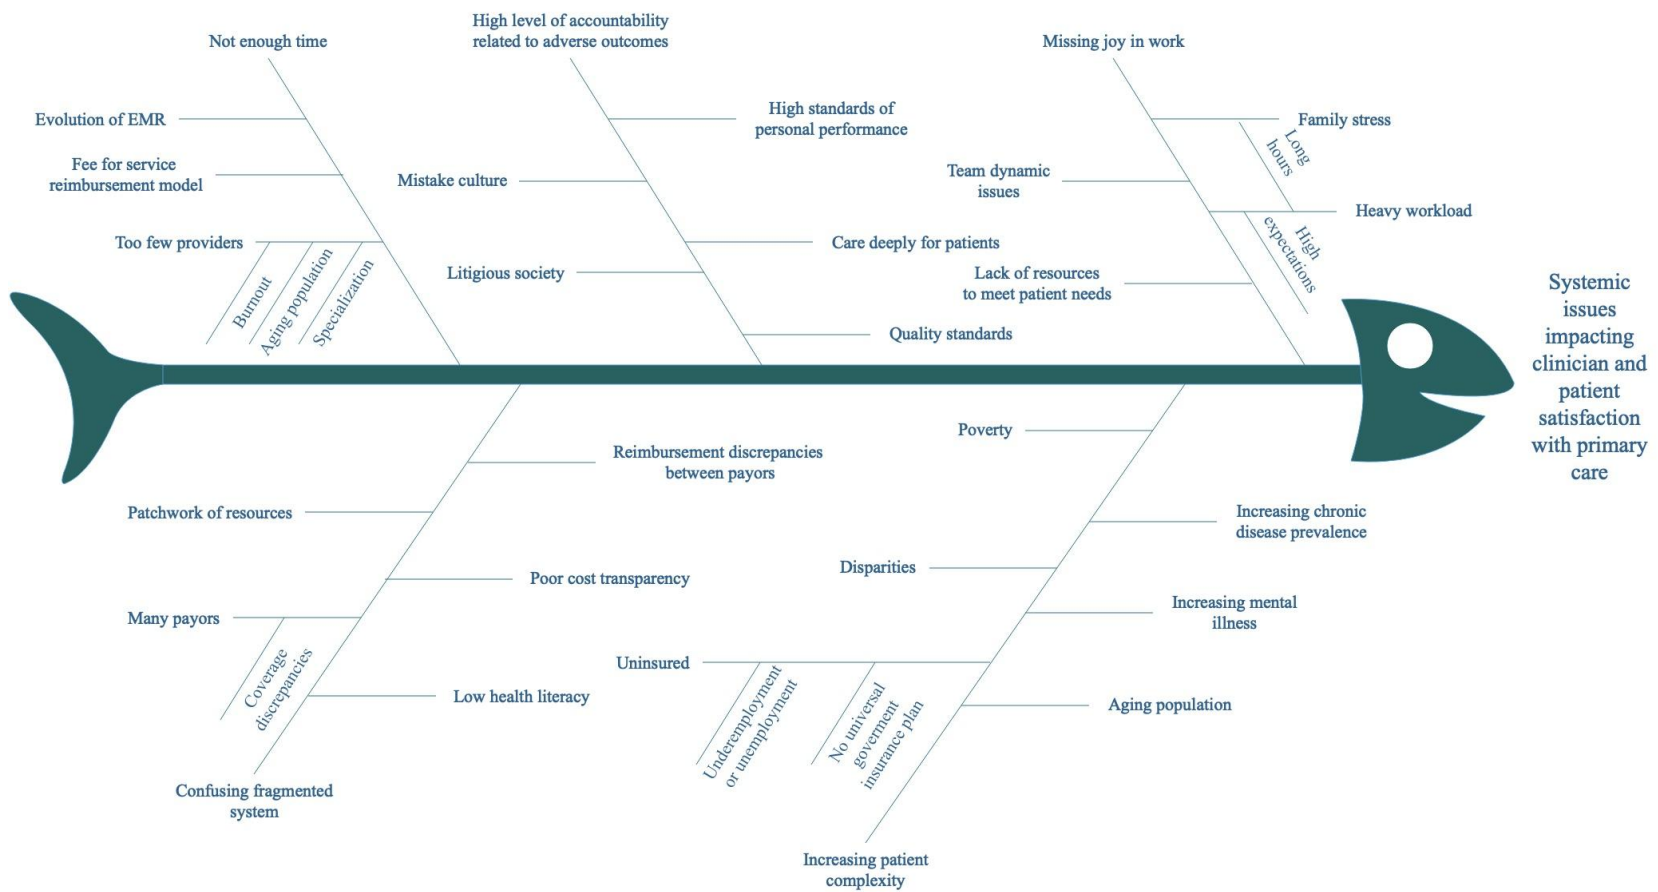 Not enough time
Evolution of EMR
Fee for service
reimbursement model
Too few providers
Burnout
Aging population
Specialization
High level of accountability
related to adverse outcomes
High standards of
personal performance
Mistake culture
Care deeply for patients
Litigious society
Quality standards
Missing joy in work
Family stress
Long
hours
Team dynamic
issues
Heavy workload
High
expectations
Lack of resources
to meet patient needs
Systemic
issues
impacting
clinician and
patient
satisfaction
with primary
care
Reimbursement discrepancies
between payors
Patchwork of resources
Poor cost transparency
Many payors
Coverage
discrepancies
Low health literacy
Confusing fragmented
system
Poverty
Increasing chronic
disease prevalence
Disparities
Increasing mental
illness
Uninsured
Underemployment
or unemployment
No universal
goverment
insurance plan
Aging population
Increasing patient
complexity